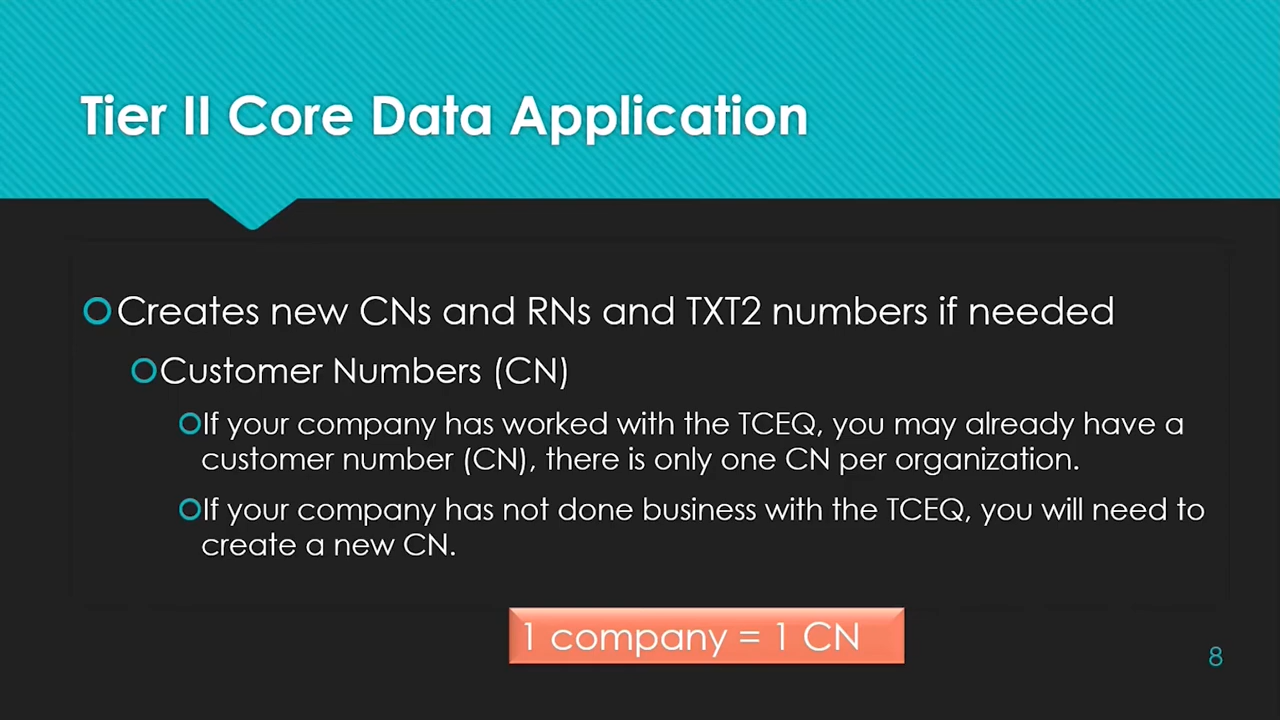 Tier II Core Data Application
Creates new CNs and RNs and TXT2 numbers if needed
Customer Numbers (CN)
If your company has worked with the TCEQ, you may already have a
customer number (CN), there is only one CN per organization.
If your company has not done business with the TCEQ, you will need to
create a new CN.
1 company = 1 CN
8